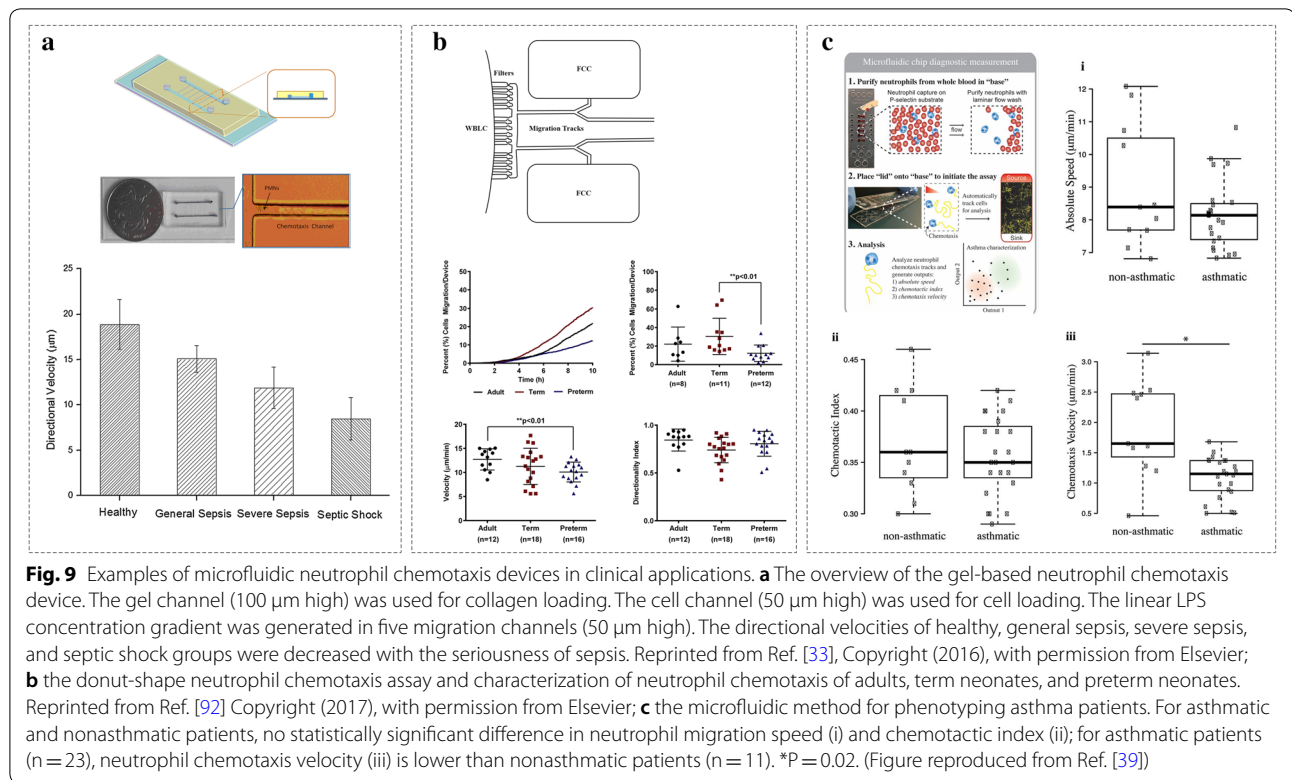 a
PMNs
Chemotaxis Channel
Directional Velocity (μm)
25
20
15
10
5
0
Healthy
General Sepsis
Severe Sepsis
Septic Shock
b
Filters
FCC
WBLC
Migration Tracks
FCC
Percent (%) Cells Migration/Device
50
40
30
20
10
0
0 2 4 6 8 10
Time (h)
Adult Term Preterm
Percent (%) Cells Migration/Device
100
80
60
40
20
0
**p<0.01
Adult Term Preterm
(n=8) (n=11) (n=12)
Velocity (μm/min)
20
15
10
5
0
**p<0.01
Adult Term Preterm
(n=12) (n=18) (n=16)
Directionality Index
1.0
0.5
0.0
Adult Term Preterm
(n=12) (n=18) (n=16)
c
Microfluidic chip diagnostic measurement
1. Purify neutrophils from whole blood in "base"
Neutrophil capture on
P-selectin substrate
Purify neutrophils with
laminar flow wash
flow
2. Place "lid" onto "base" to initiate the assay
Chemotaxis
Automatically
track cells
for analysis
Source
Sink
3. Analysis
Analyze neutrophil
chemotaxis tracks and
generate outputs:
1) absolute speed
2) chemotactic index
3) chemotaxis velocity
Asthma characterization
Output 2
Output 1
i
Absolute Speed (μm/min)
12
11
10
9
8
7
non-asthmatic asthmatic
ii
Chemotactic Index
0.45
0.40
0.35
0.30
non-asthmatic asthmatic
iii
*
Chemotaxis Velocity (μm/min)
3.0
2.5
2.0
1.5
1.0
0.5
non-asthmatic asthmatic
Fig. 9 Examples of microfluidic neutrophil chemotaxis devices in clinical applications. a The overview of the gel-based neutrophil chemotaxis
device. The gel channel (100 μm high) was used for collagen loading. The cell channel (50 μm high) was used for cell loading. The linear LPS
concentration gradient was generated in five migration channels (50 μm high). The directional velocities of healthy, general sepsis, severe sepsis,
and septic shock groups were decreased with the seriousness of sepsis. Reprinted from Ref. [33], Copyright (2016), with permission from Elsevier;
b the donut-shape neutrophil chemotaxis assay and characterization of neutrophil chemotaxis of adults, term neonates, and preterm neonates.
Reprinted from Ref. [92] Copyright (2017), with permission from Elsevier; c the microfluidic method for phenotyping asthma patients. For asthmatic
and nonasthmatic patients, no statistically significant difference in neutrophil migration speed (i) and chemotactic index (ii); for asthmatic patients
(n = 23), neutrophil chemotaxis velocity (iii) is lower than nonasthmatic patients (n = 11). *P = 0.02. (Figure reproduced from Ref. [39])